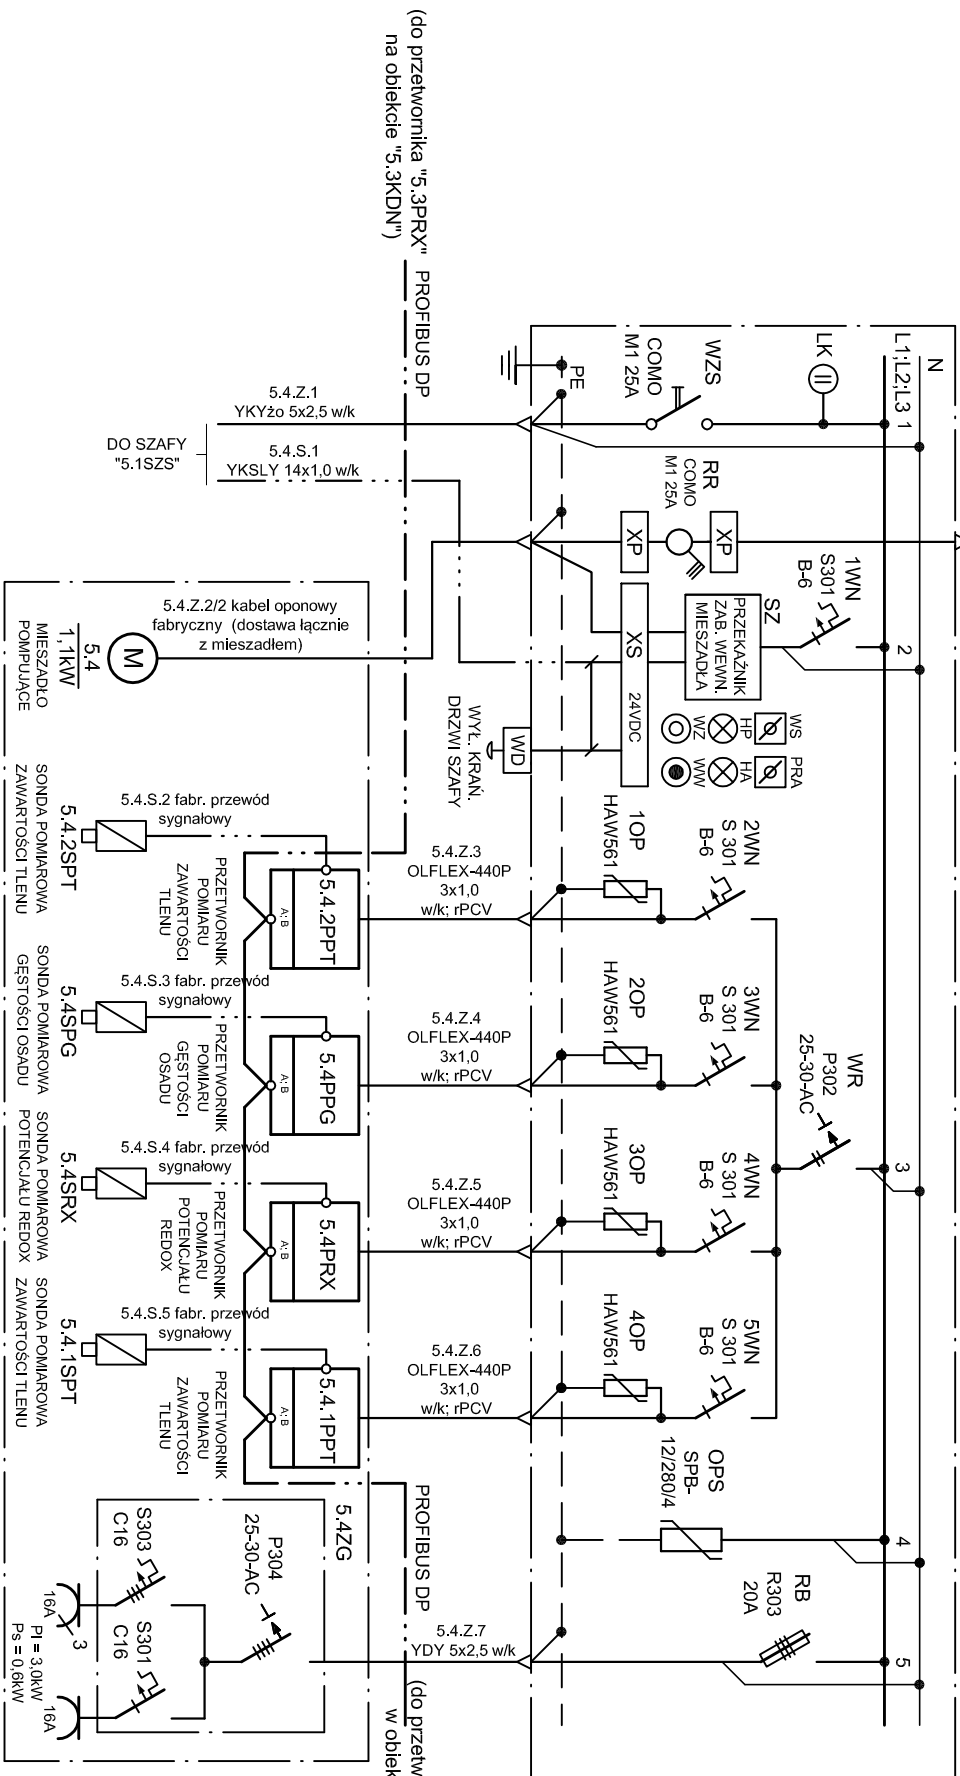 N
L1;L2;L3
1
2
3
4
5
LK
WZS
COMO
M1 25A
PE
RR
COMO
M1 25A
XP
XP
1WN
S301
B-6
SZ
PRZEKAŹNIK
ZAB. WEWN.
MIESZADŁA
XS
24VDC
WS
PRA
HP
HA
WZ
WW
WD
WYŁ. KRAŃ.
DRZWI SZAFY
2WN
S 301
B-6
1OP
HAW561
3WN
S 301
B-6
2OP
HAW561
WR
P302
25-30-AC
4WN
S 301
B-6
3OP
HAW561
5WN
S 301
B-6
4OP
HAW561
OPS
SPB-
12/280/4
RB
R303
20A
(do przetwornika "5.3PRX"
na obiekcie "5.3KDN")
PROFIBUS DP
5.4.Z.1
YKYżo 5x2,5 w/k
DO SZAFY
"5.1SZS"
5.4.S.1
YKSLY 14x1,0 w/k
5.4.Z.3
OLFLEX-440P
3x1,0
w/k; rPCV
5.4.Z.4
OLFLEX-440P
3x1,0
w/k; rPCV
5.4.Z.5
OLFLEX-440P
3x1,0
w/k; rPCV
5.4.Z.6
OLFLEX-440P
3x1,0
w/k; rPCV
PROFIBUS DP
5.4.Z.7
YDY 5x2,5 w/k
(do przetw
w obiek
5.4.Z.2/2 kabel oponowy
fabryczny (dostawa łącznie
z mieszadłem)
M
5.4
1,1kW
MIESZADŁO
POMPUJĄCE
5.4.S.2 fabr. przewód
sygnałowy
5.4.2PPT
A; B
PRZETWORNIK
POMIARU
ZAWARTOŚCI
TLENU
5.4.2SPT
SONDA POMIAROWA
ZAWARTOŚCI TLENU
5.4.S.3 fabr. przewód
sygnałowy
5.4PPG
A; B
PRZETWORNIK
POMIARU
GĘSTOŚCI
OSADU
5.4SPG
SONDA POMIAROWA
GĘSTOŚCI OSADU
5.4.S.4 fabr. przewód
sygnałowy
5.4PRX
A; B
PRZETWORNIK
POMIARU
POTENCJAŁU
REDOX
5.4SRX
SONDA POMIAROWA
POTENCJAŁU REDOX
5.4.S.5 fabr. przewód
sygnałowy
5.4.1PPT
A; B
PRZETWORNIK
POMIARU
ZAWARTOŚCI
TLENU
5.4.1SPT
SONDA POMIAROWA
ZAWARTOŚCI TLENU
5.4ZG
P304
25-30-AC
S303
C16
S301
C16
16A
3
16A
PI = 3,0kW
Ps = 0,6kW